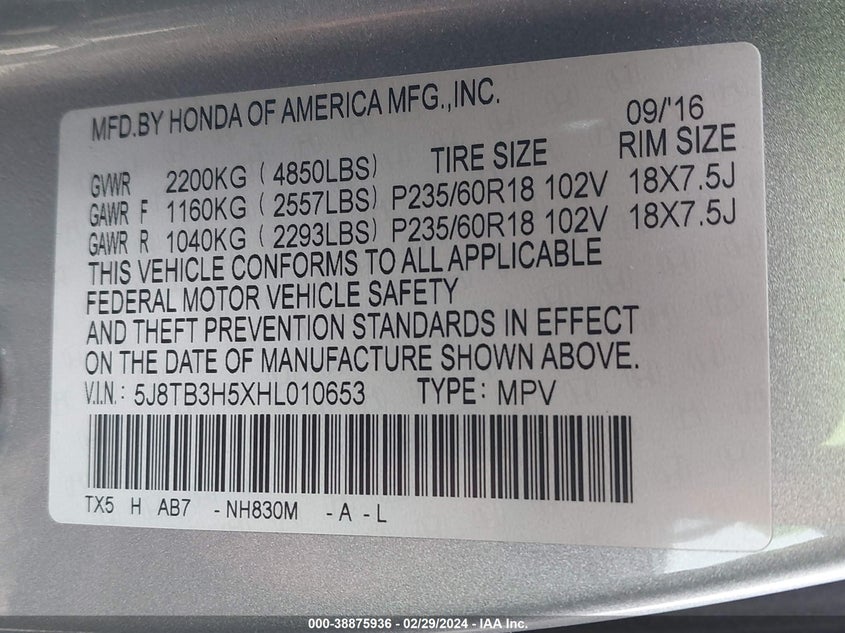 MFD.BY HONDA OF AMERICA MFG.,INC. 09/'16
TIRE SIZE RIM SIZE
GVWR 2200KG ( 4850LBS)
GAWR F 1160KG ( 2557LBS) P235/60R18 102V 18X7.5J
GAWR R 1040KG ( 2293LBS) P235/60R18 102V 18X7.5J
THIS VEHICLE CONFORMS TO ALL APPLICABLE
FEDERAL MOTOR VEHICLE SAFETY
AND THEFT PREVENTION STANDARDS IN EFFECT
ON THE DATE OF MANUFACTURE SHOWN ABOVE.
V.I.N.: 5J8TB3H5XHL010653 TYPE: MPV
TX5 H AB7 -NH830M -A -L
000-38875936 - 02/29/2024 - IAA Inc.